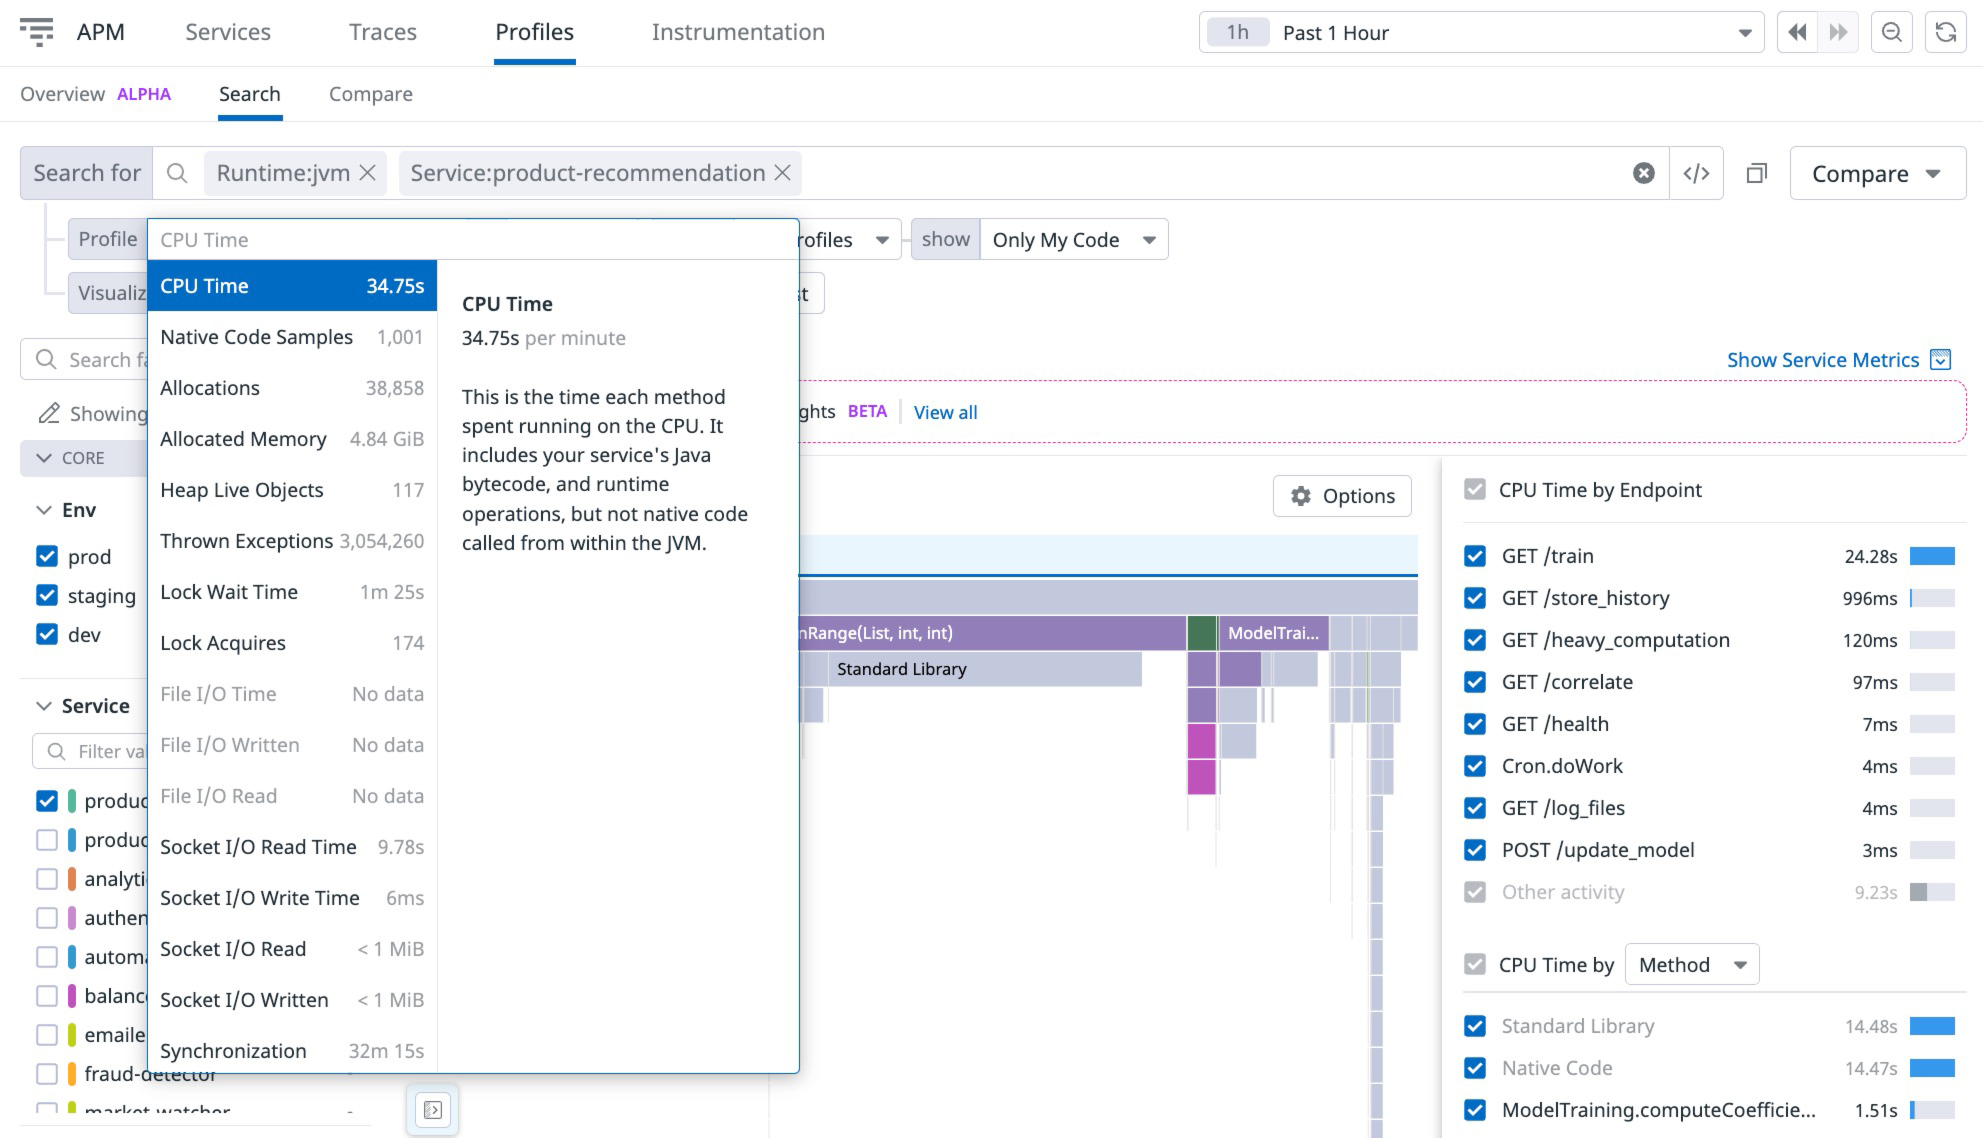 APM Services Traces Profiles Instrumentation 1h Past 1 Hour
Overview ALPHA Search Compare
Search for Runtime:jvm Service:product-recommendation </> Compare
Profile CPU Time rofiles show Only My Code
Visualiz t
CPU Time 34.75s
Native Code Samples 1,001
Allocations 38,858
Allocated Memory 4.84 GiB
Heap Live Objects 117
Thrown Exceptions 3,054,260
Lock Wait Time 1m 25s
Lock Acquires 174
File I/O Time No data
File I/O Written No data
File I/O Read No data
Socket I/O Read Time 9.78s
Socket I/O Write Time 6ms
Socket I/O Read < 1 MiB
Socket I/O Written < 1 MiB
Synchronization 32m 15s
CPU Time
34.75s per minute
This is the time each method
spent running on the CPU. It
includes your service's Java
bytecode, and runtime
operations, but not native code
called from within the JVM.
Search fa
Showing
CORE
Env
prod
staging
dev
Service
Filter val
produc
produc
analyti
authen
automa
balance
emaile
fraud-detector -
market-watcher -
Show Service Metrics
ghts BETA View all
Options
nRange(List, int, int) ModelTrai...
Standard Library
CPU Time by Endpoint
GET /train 24.28s
GET /store_history 996ms
GET /heavy_computation 120ms
GET /correlate 97ms
GET /health 7ms
Cron.doWork 4ms
GET /log_files 4ms
POST /update_model 3ms
Other activity 9.23s
CPU Time by Method
Standard Library 14.48s
Native Code 14.47s
ModelTraining.computeCoefficie... 1.51s